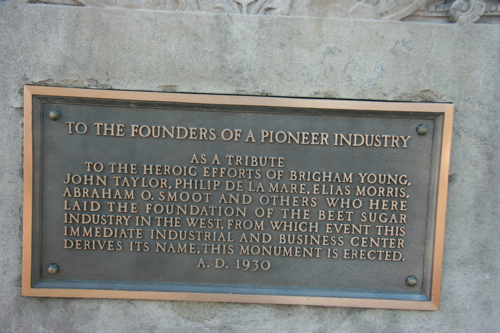 TO THE FOUNDERS OF A PIONEER INDUSTRY
AS A TRIBUTE
TO THE HEROIC EFFORTS OF BRIGHAM YOUNG,
JOHN TAYLOR, PHILIP DE LA MARE, ELIAS MORRIS,
ABRAHAM O. SMOOT AND OTHERS WHO HERE
LAID THE FOUNDATION OF THE BEET SUGAR
INDUSTRY IN THE WEST, FROM WHICH EVENT THIS
IMMEDIATE INDUSTRIAL AND BUSINESS CENTER
DERIVES ITS NAME, THIS MONUMENT IS ERECTED.
A. D. 1930